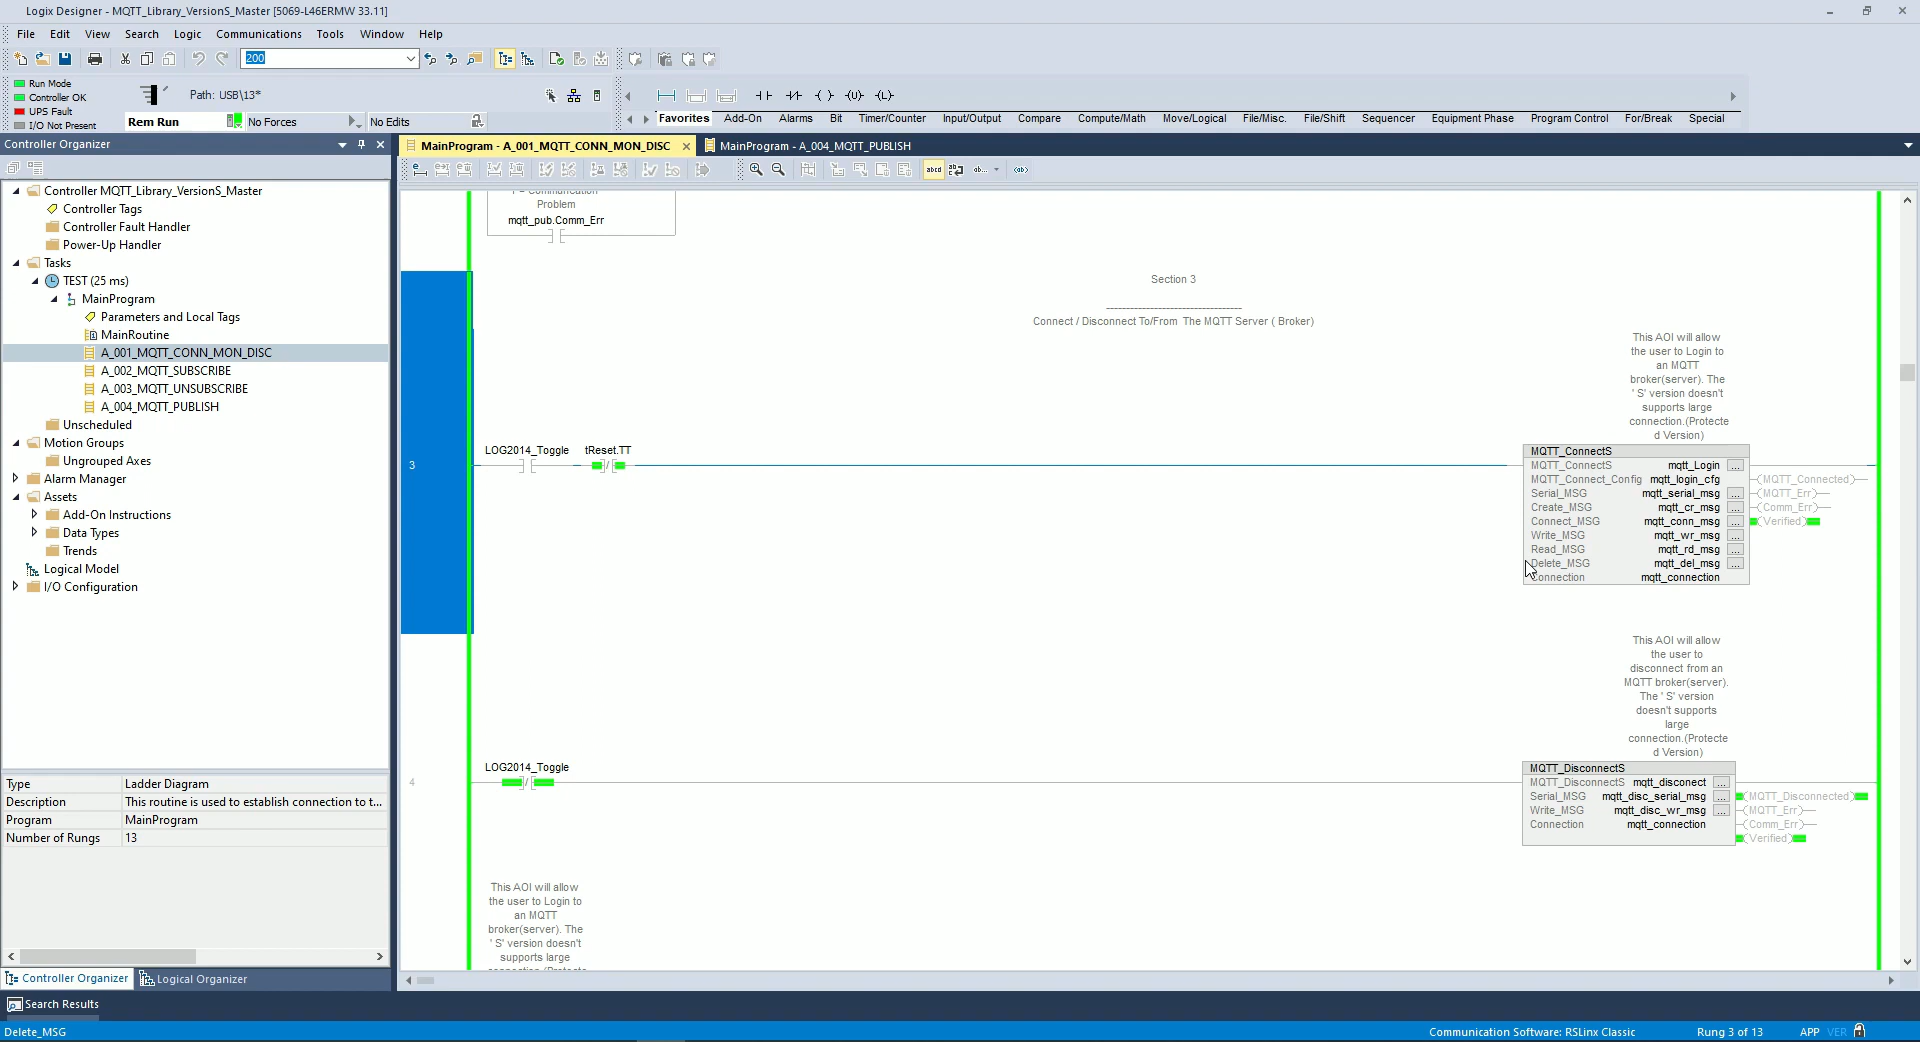 Logix Designer - MQTT_Library_VersionS_Master [5069-L46ERMW 33.11]
File Edit View Search Logic Communications Tools Window Help
200
Run Mode
Controller OK
UPS Fault
I/O Not Present
Path: USB\13*
Rem Run
No Forces
No Edits
Favorites Add-On Alarms Bit Timer/Counter Input/Output Compare Compute/Math Move/Logical File/Misc. File/Shift Sequencer Equipment Phase Program Control For/Break Special
Controller Organizer
Controller MQTT_Library_VersionS_Master
Controller Tags
Controller Fault Handler
Power-Up Handler
Tasks
TEST (25 ms)
MainProgram
Parameters and Local Tags
MainRoutine
A_001_MQTT_CONN_MON_DISC
A_002_MQTT_SUBSCRIBE
A_003_MQTT_UNSUBSCRIBE
A_004_MQTT_PUBLISH
Unscheduled
Motion Groups
Ungrouped Axes
Alarm Manager
Assets
Add-On Instructions
Data Types
Trends
Logical Model
I/O Configuration
Type Ladder Diagram
Description This routine is used to establish connection to t...
Program MainProgram
Number of Rungs 13
Controller Organizer Logical Organizer
MainProgram - A_001_MQTT_CONN_MON_DISC
MainProgram - A_004_MQTT_PUBLISH
Problem
mqtt_pub.Comm_Err
Section 3
Connect / Disconnect To/From The MQTT Server ( Broker)
This AOI will allow
the user to Login to
an MQTT
broker(server). The
' S' version doesn't
supports large
connection.(Protecte
d Version)
3
LOG2014_Toggle tReset.TT
MQTT_ConnectS
MQTT_ConnectS mqtt_Login ...
MQTT_Connect_Config mqtt_login_cfg (MQTT_Connected)
Serial_MSG mqtt_serial_msg ... (MQTT_Err)
Create_MSG mqtt_cr_msg ... (Comm_Err)
Connect_MSG mqtt_conn_msg ... (Verified)
Write_MSG mqtt_wr_msg ...
Read_MSG mqtt_rd_msg ...
Delete_MSG mqtt_del_msg ...
Connection mqtt_connection
This AOI will allow
the user to
disconnect from an
MQTT broker(server).
The ' S' version
doesn't supports
large
connection.(Protecte
d Version)
4
LOG2014_Toggle
MQTT_DisconnectS
MQTT_DisconnectS mqtt_disconect ...
Serial_MSG mqtt_disc_serial_msg ... (MQTT_Disconnected)
Write_MSG mqtt_disc_wr_msg ... (MQTT_Err)
Connection mqtt_connection (Comm_Err)
(Verified)
This AOI will allow
the user to Login to
an MQTT
broker(server). The
' S' version doesn't
supports large
Search Results
Delete_MSG
Communication Software: RSLinx Classic
Rung 3 of 13
APP VER